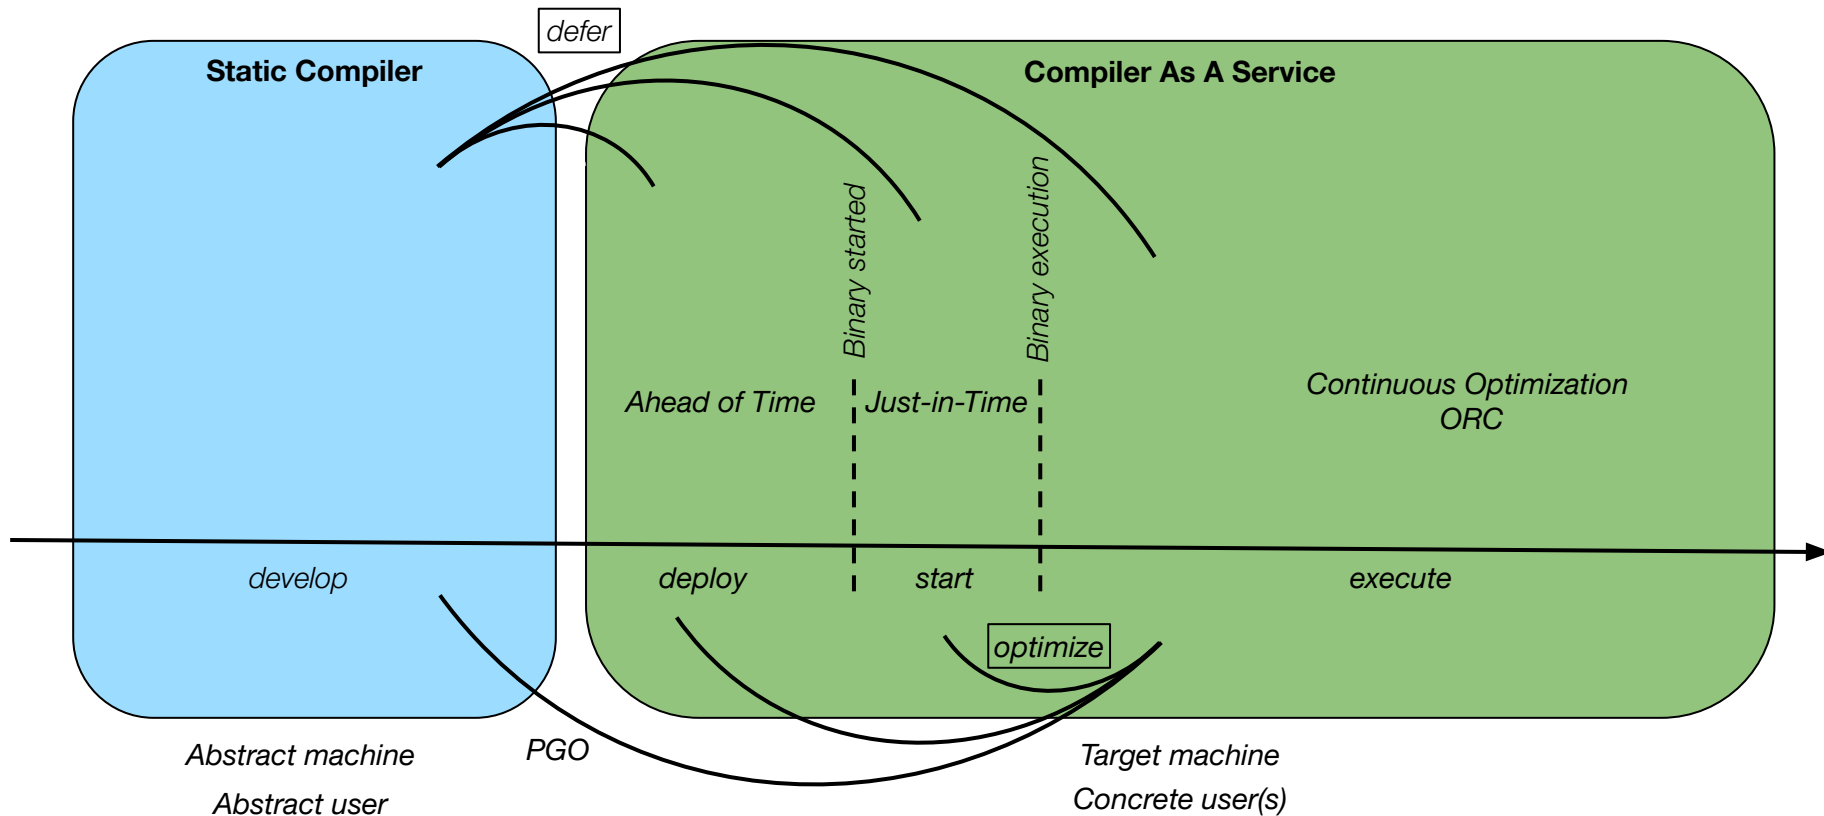 defer
Static Compiler
Compiler As A Service
Binary started
Binary execution
Ahead of Time
Just-in-Time
Continuous Optimization
ORC
develop
deploy
start
execute
optimize
PGO
Abstract machine
Abstract user
Target machine
Concrete user(s)